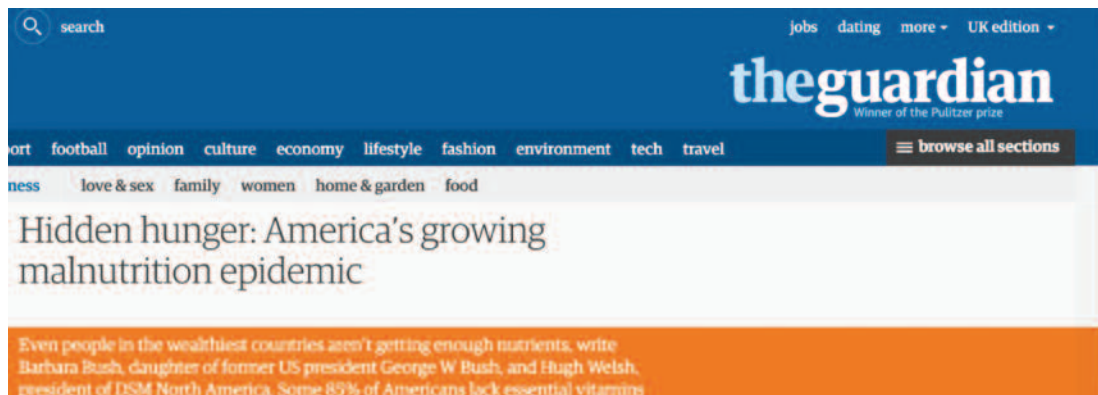 search
jobs dating more UK edition
theguardian
Winner of the Pulitzer prize
ort football opinion culture economy lifestyle fashion environment tech travel
browse all sections
ness love & sex family women home & garden food
Hidden hunger: America's growing
malnutrition epidemic
Even people in the wealthiest countries aren't getting enough nutrients, write
Barbara Bush, daughter of former US president George W Bush, and Hugh Welsh,
president of DSM North America. Some 85% of Americans lack essential vitamins